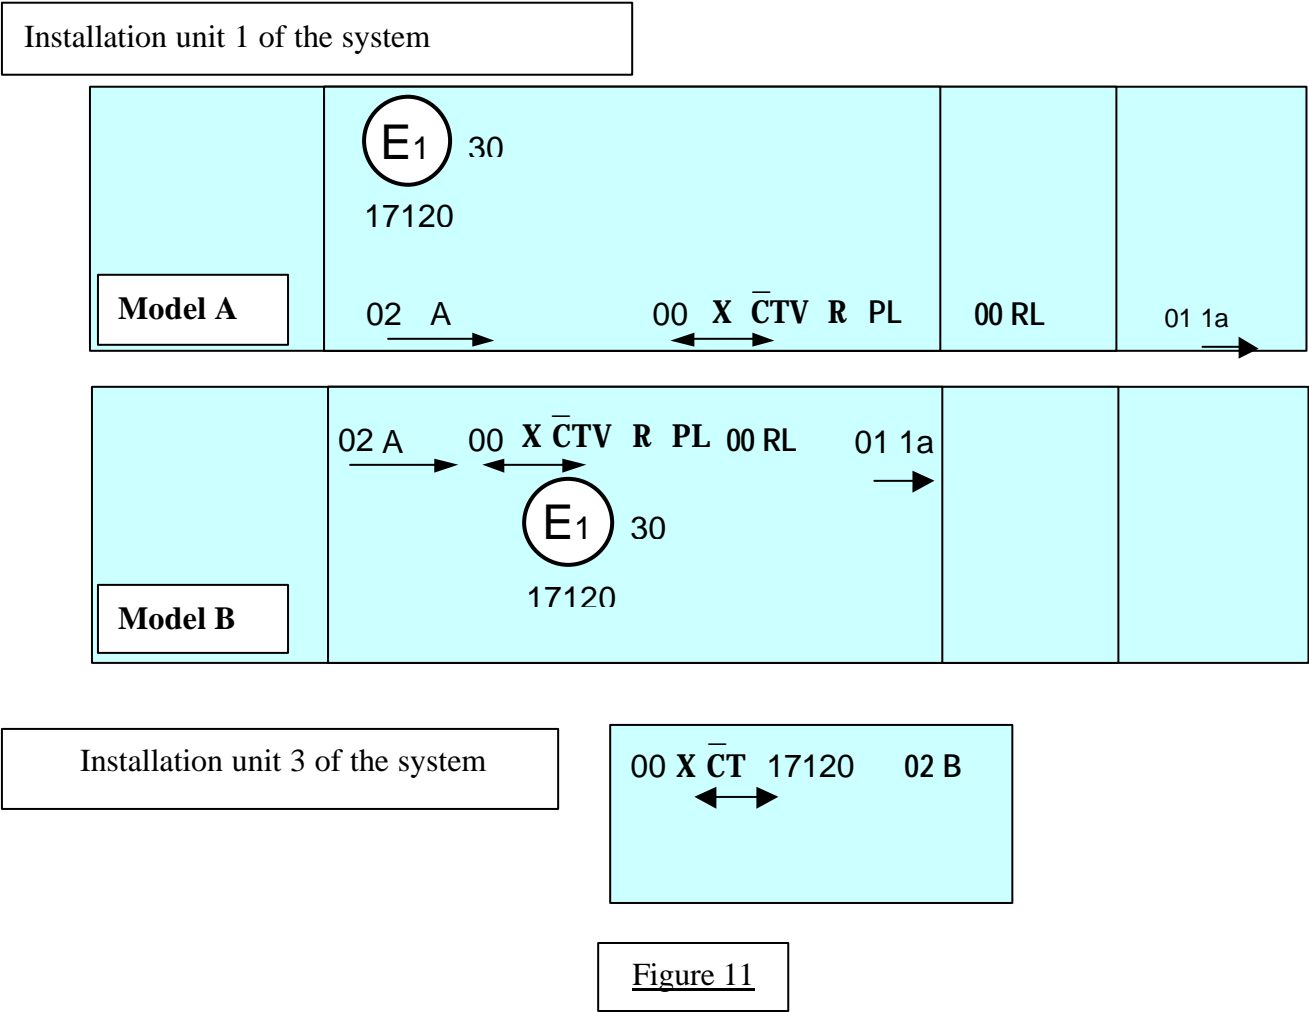 Installation unit 1 of the system
E1 30
17120
Model A
02 A 00 X C̅TV R PL 00 RL 01 1a
02 A 00 X C̅TV R PL 00 RL 01 1a
E1 30
17120
Model B
Installation unit 3 of the system
00 X C̅T 17120 02 B
Figure 11